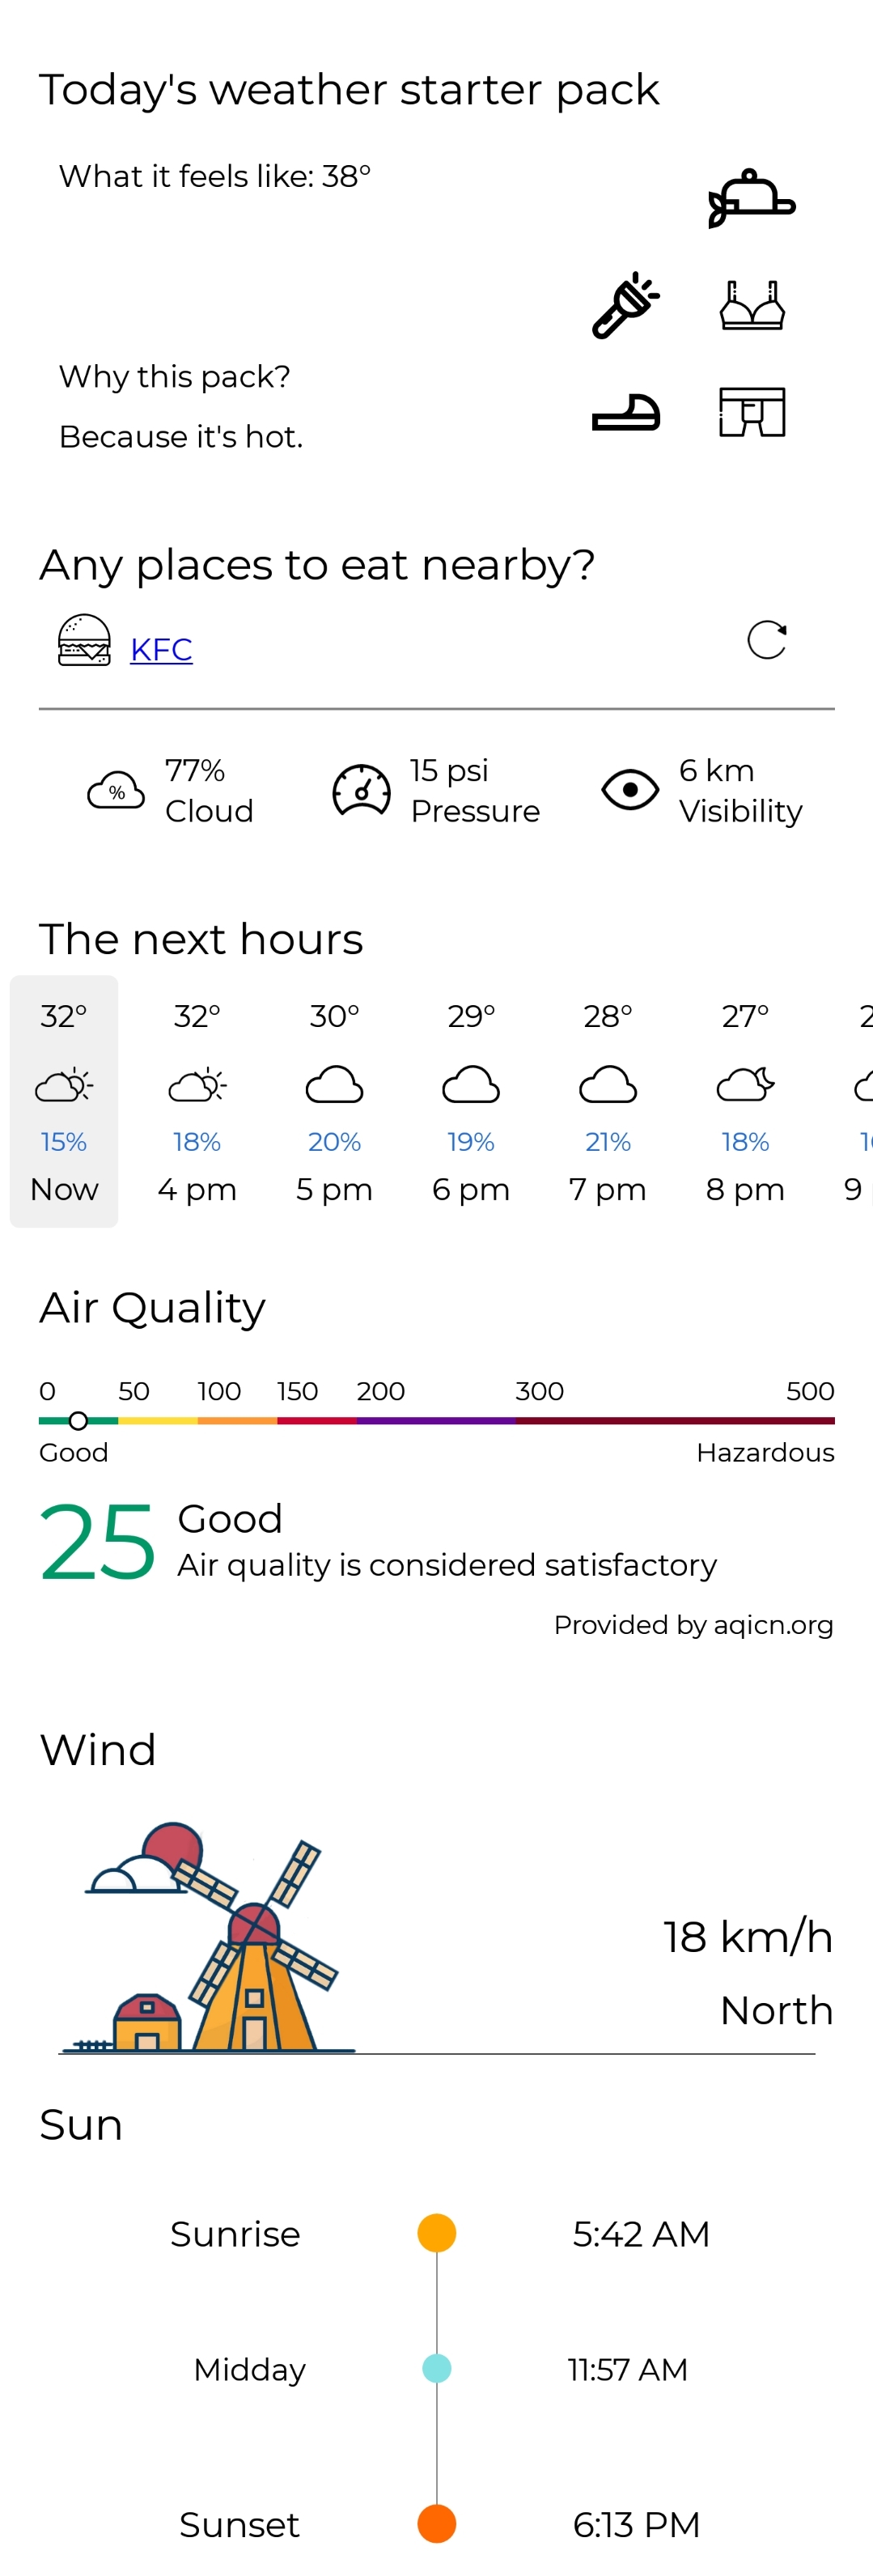 Today's weather starter pack
What it feels like: 38°
Why this pack?
Because it's hot.
Any places to eat nearby?
KFC
77%
Cloud
15 psi
Pressure
6 km
Visibility
The next hours
32° 32° 30° 29° 28° 27°
15% 18% 20% 19% 21% 18%
Now 4 pm 5 pm 6 pm 7 pm 8 pm 9
Air Quality
0 50 100 150 200 300 500
Good Hazardous
25
Good
Air quality is considered satisfactory
Provided by aqicn.org
Wind
18 km/h
North
Sun
Sunrise 5:42 AM
Midday 11:57 AM
Sunset 6:13 PM